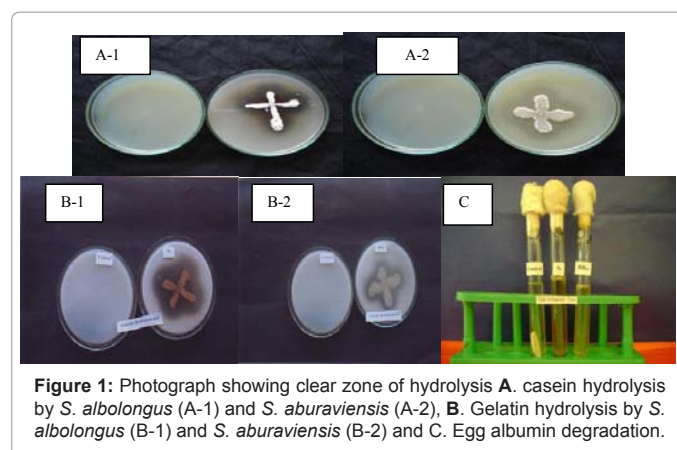 A-1
A-2
B-1
B-2
C
Control
Figure 1: Photograph showing clear zone of hydrolysis A. casein hydrolysis
by S. albolongus (A-1) and S. aburaviensis (A-2), B. Gelatin hydrolysis by S.
albolongus (B-1) and S. aburaviensis (B-2) and C. Egg albumin degradation.